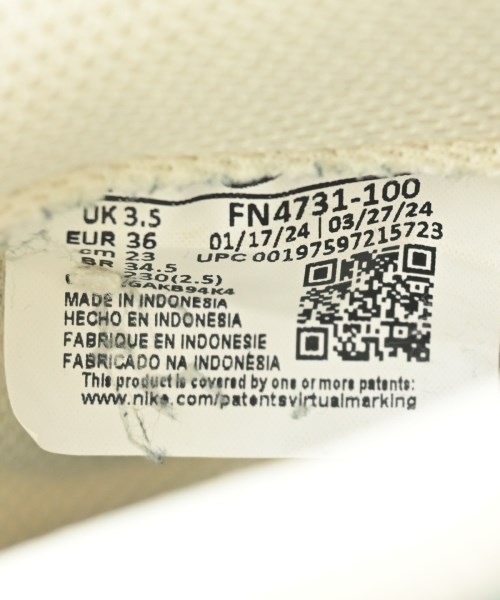 UK 3.5 FN4731-100
EUR 36 01/17/24 | 03/27/24
cm 23 UPC 00197597215723
BR 34.5
230(2.5)
MADE IN INDONESIA
HECHO EN INDONESIA
FABRIQUE EN INDONESIE
FABRICADO NA INDONÉSIA
This product is covered by one or more patents:
www.nike.com/patentsvirtualmarking